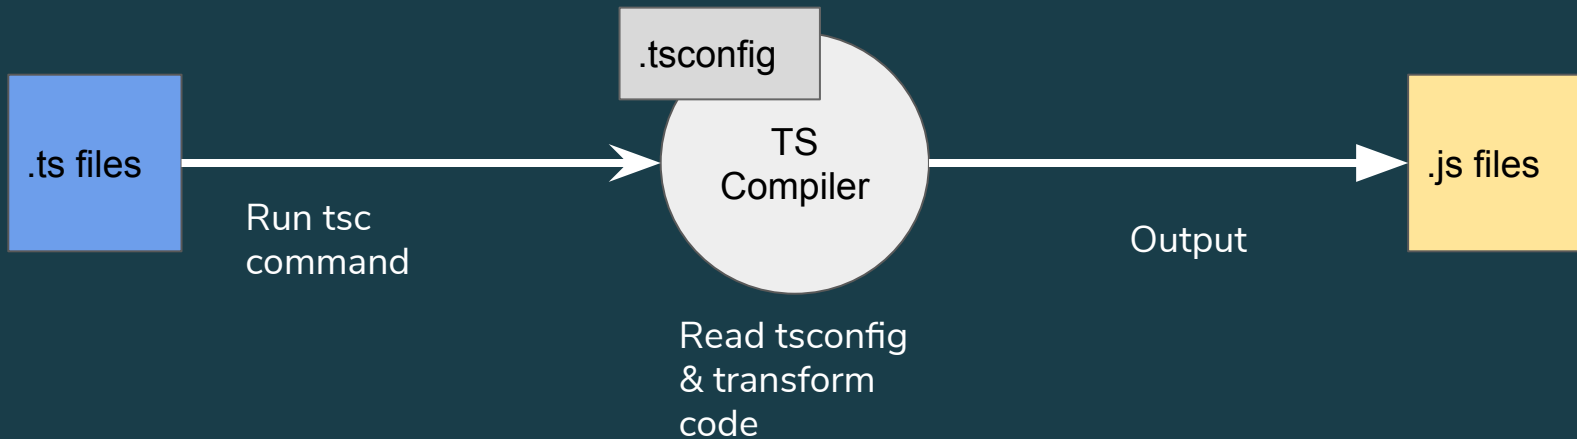 .ts files
Run tsc
command
.tsconfig
TS
Compiler
Read tsconfig
& transform
code
Output
.js files